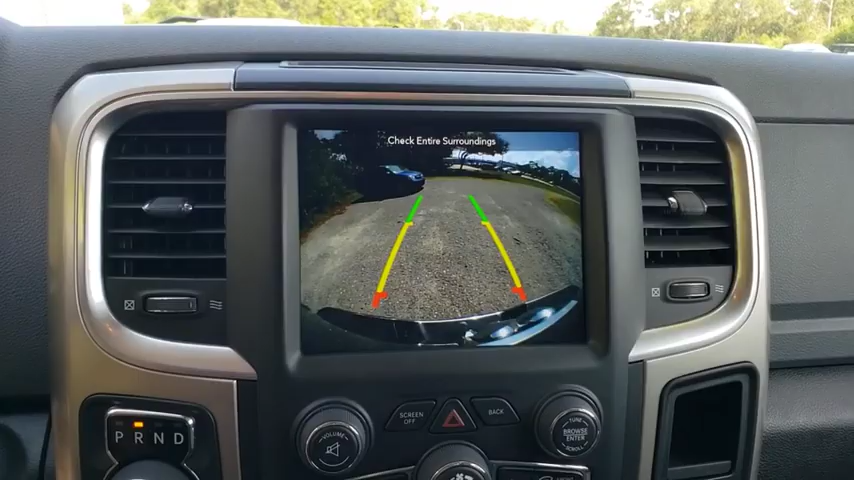 Check Entire Surroundings
SCREEN
OFF
BACK
VOLUME
TUNE
BROWSE
ENTER
SCROLL
P R N D